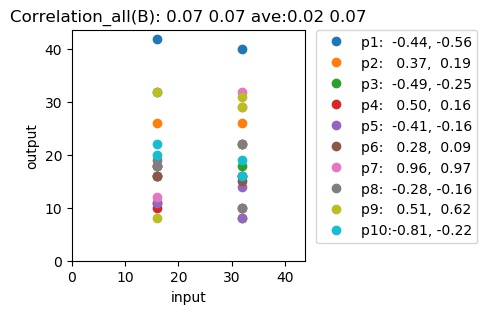 Correlation_all(B): 0.07 0.07 ave:0.02 0.07
40
30
20
10
0
output
0 10 20 30 40
input
p1: -0.44, -0.56
p2: 0.37, 0.19
p3: -0.49, -0.25
p4: 0.50, 0.16
p5: -0.41, -0.16
p6: 0.28, 0.09
p7: 0.96, 0.97
p8: -0.28, -0.16
p9: 0.51, 0.62
p10:-0.81, -0.22